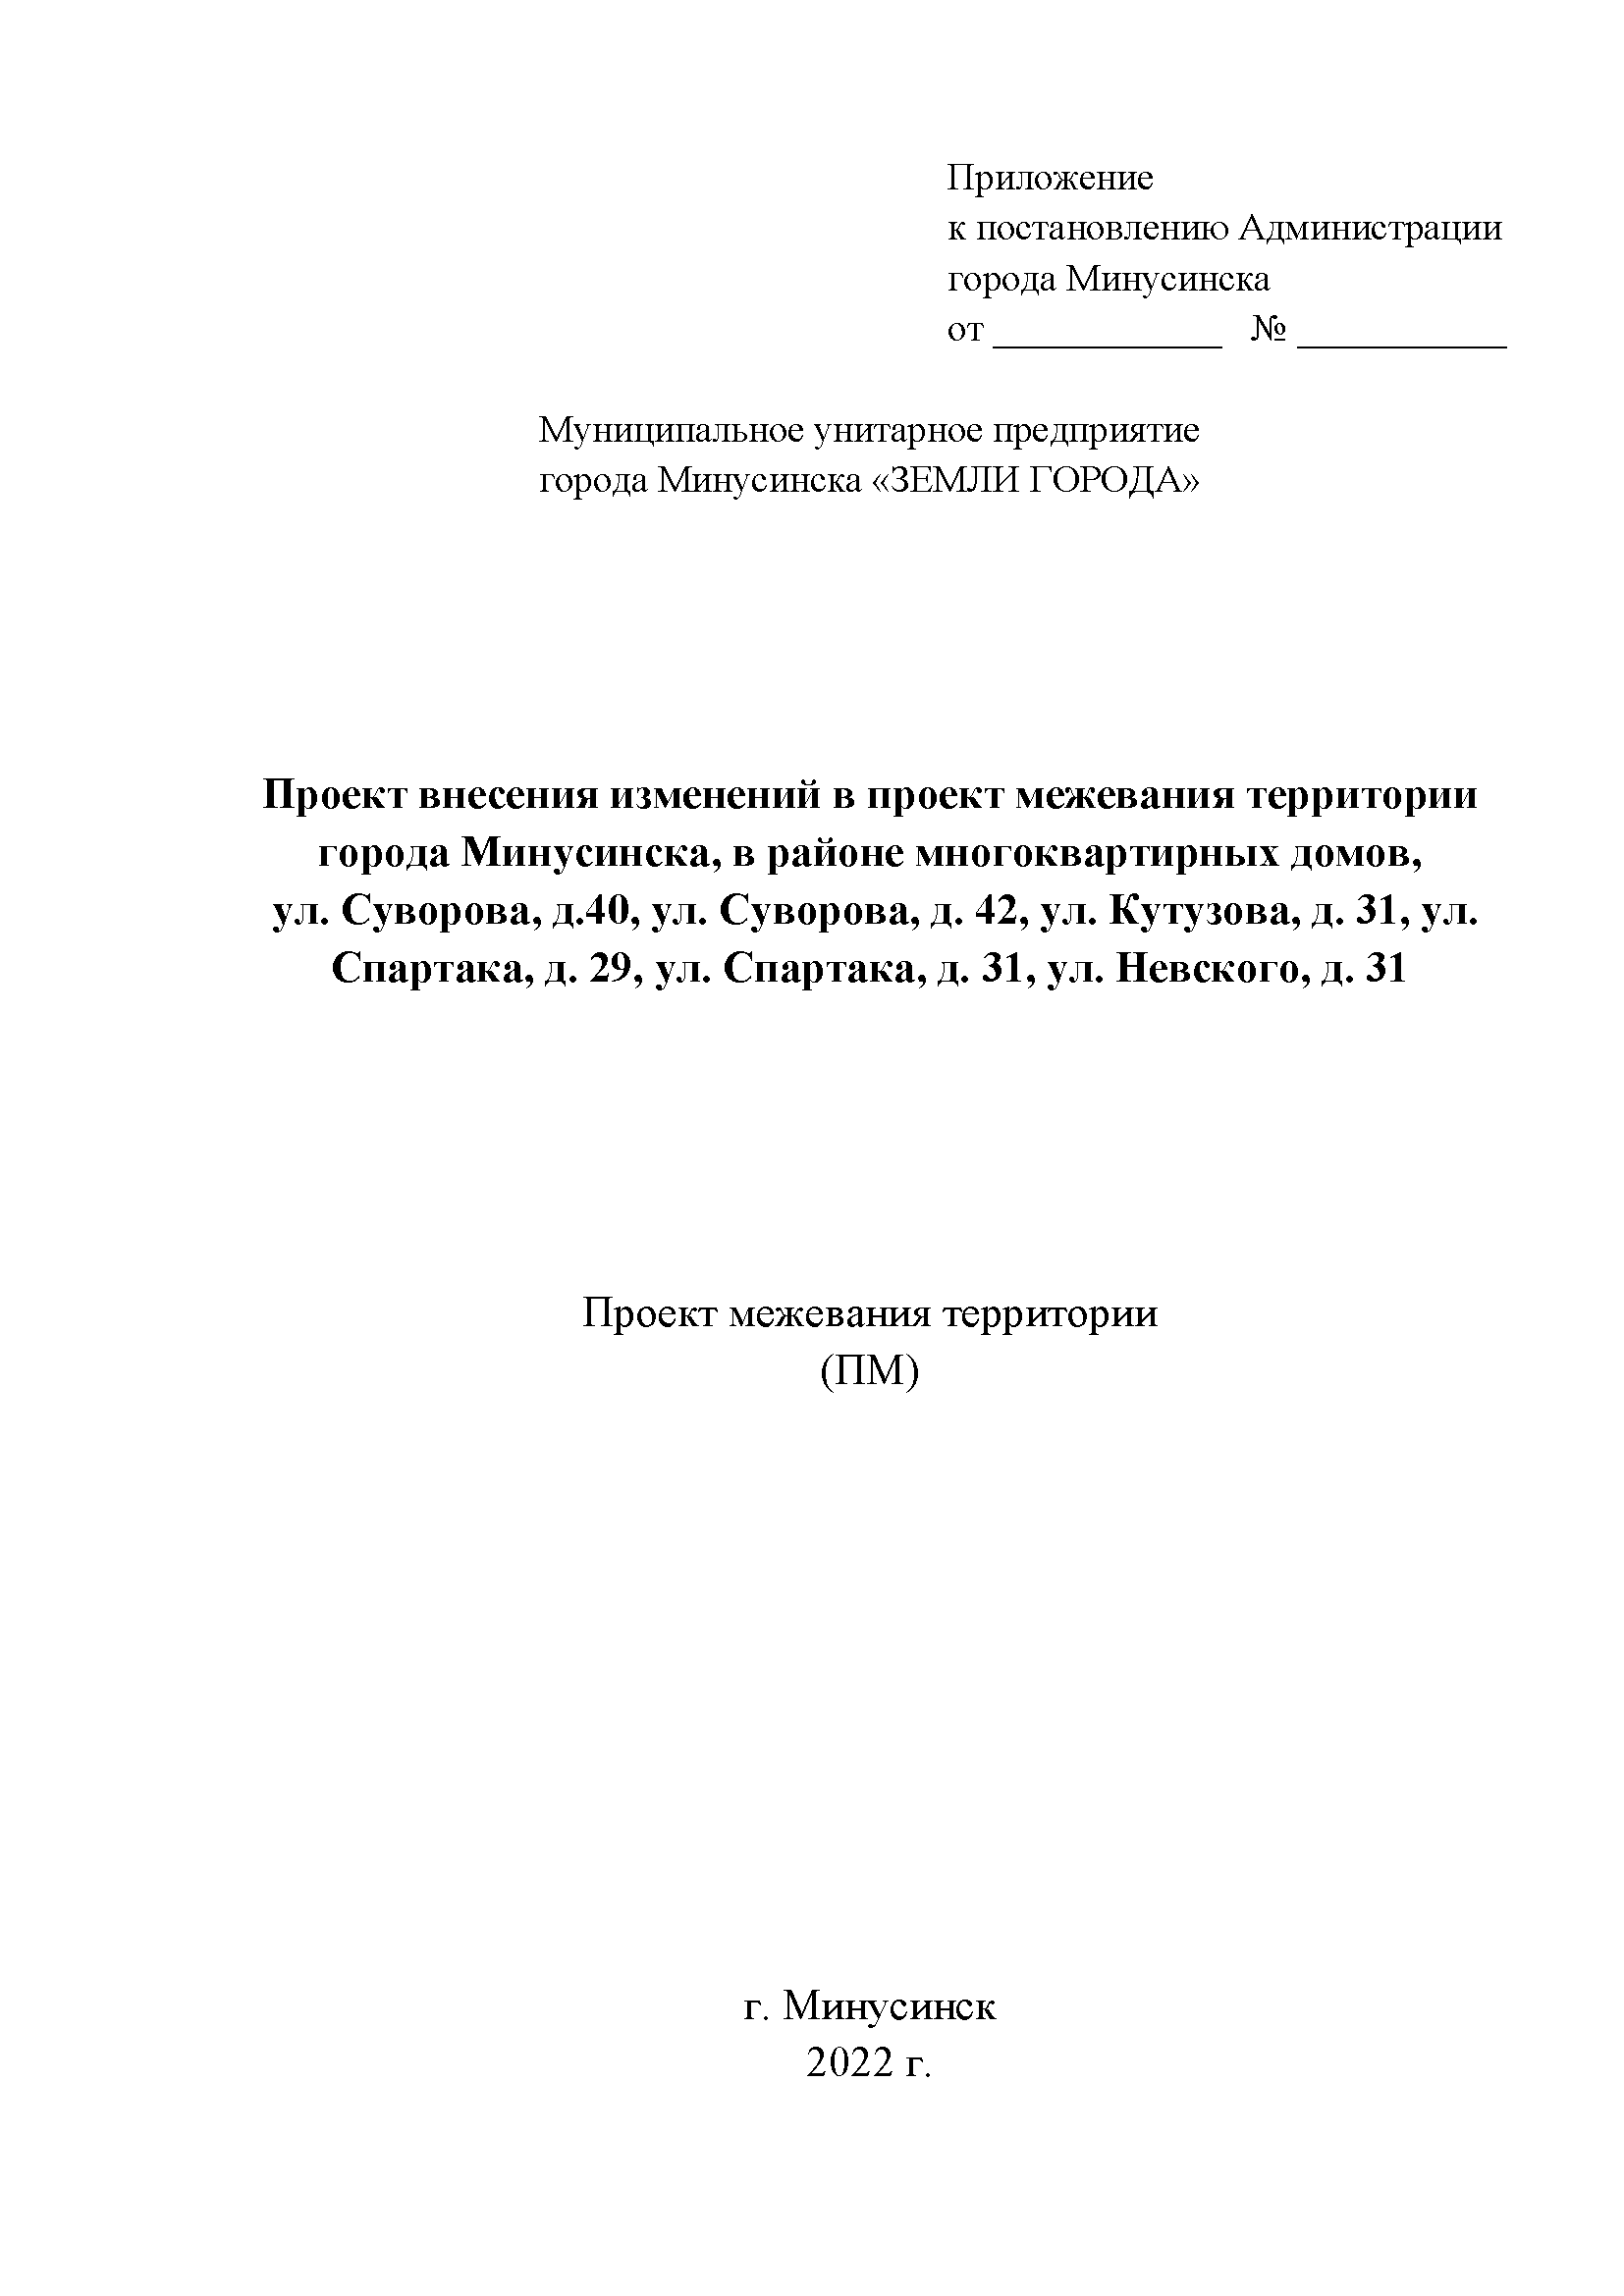 Приложение
к постановлению Администрации
города Минусинска
от ____________ № ___________
Муниципальное унитарное предприятие
города Минусинска «ЗЕМЛИ ГОРОДА»
Проект внесения изменений в проект межевания территории
города Минусинска, в районе многоквартирных домов,
ул. Суворова, д.40, ул. Суворова, д. 42, ул. Кутузова, д. 31, ул.
Спартака, д. 29, ул. Спартака, д. 31, ул. Невского, д. 31
Проект межевания территории
(ПМ)
г. Минусинск
2022 г.